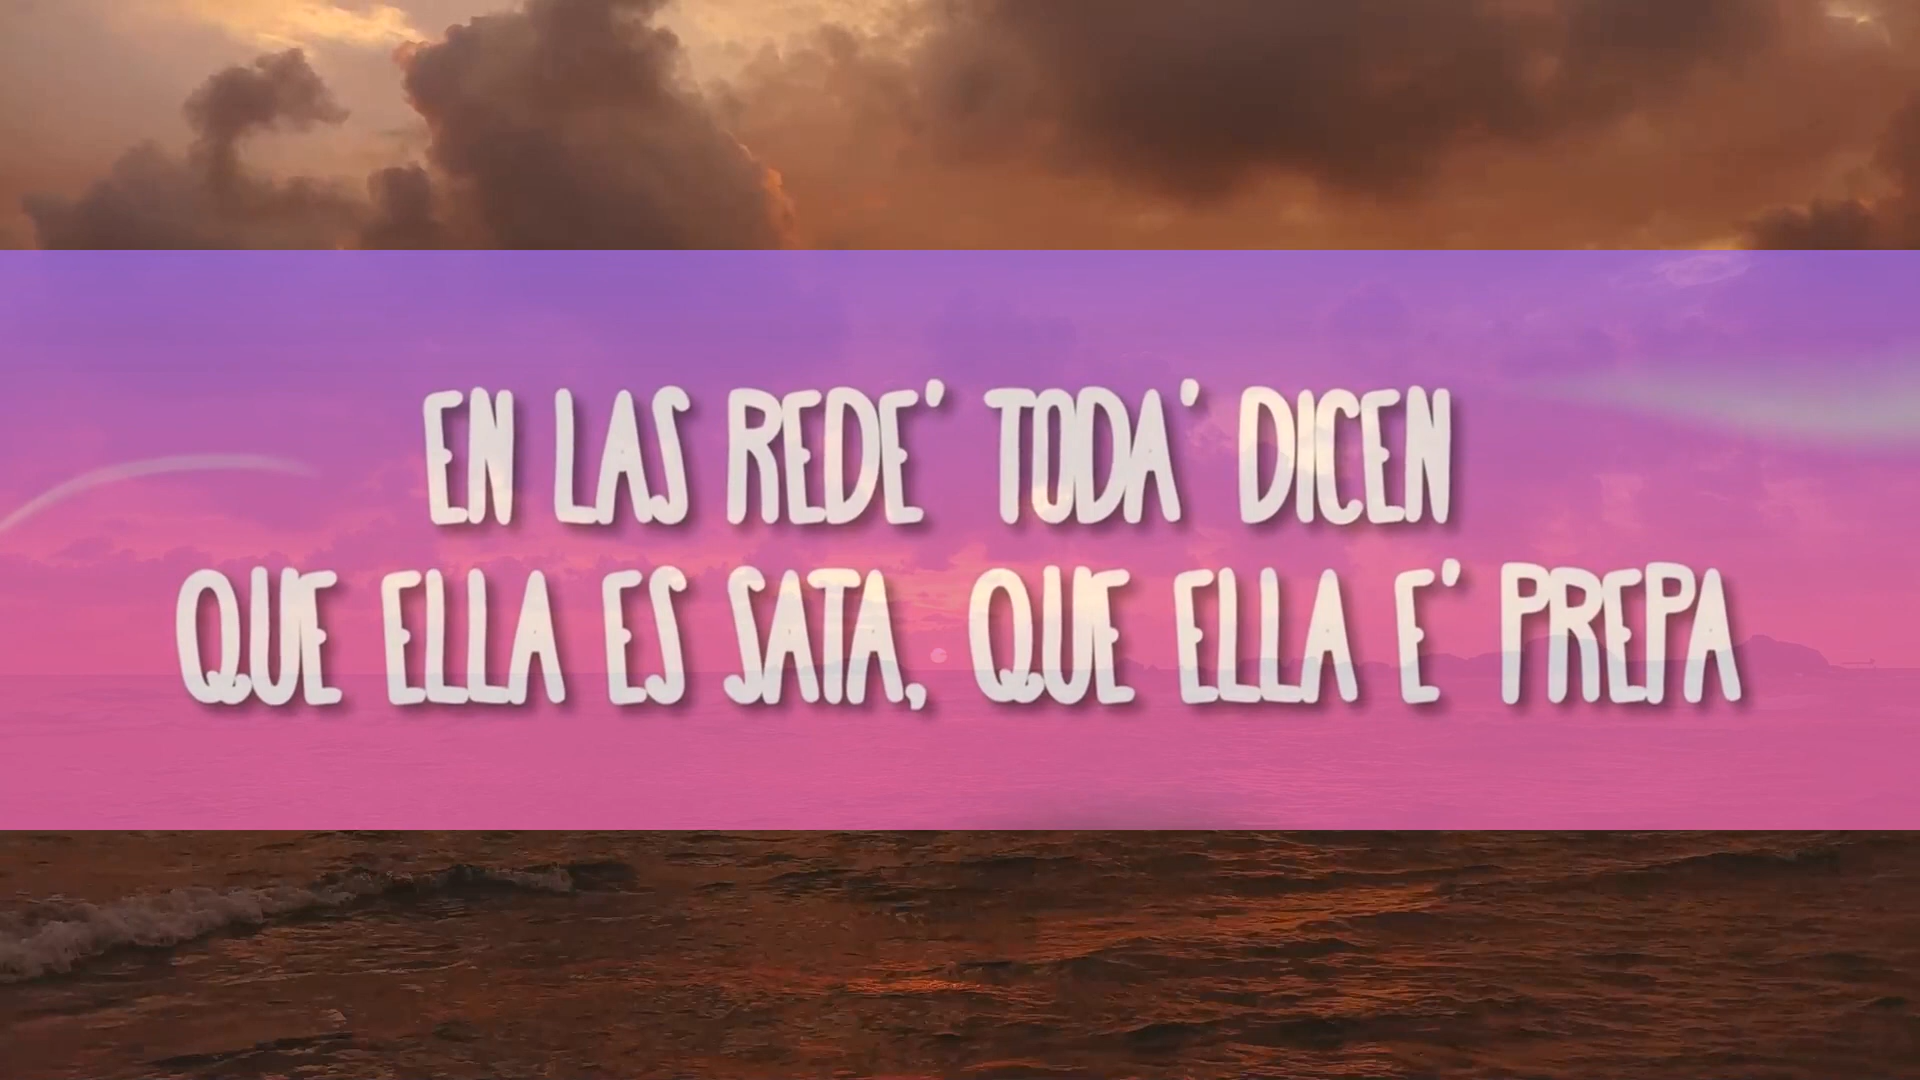 EN LAS REDE' TODA' DICEN
QUE ELLA ES SATA, QUE ELLA E' PREPA